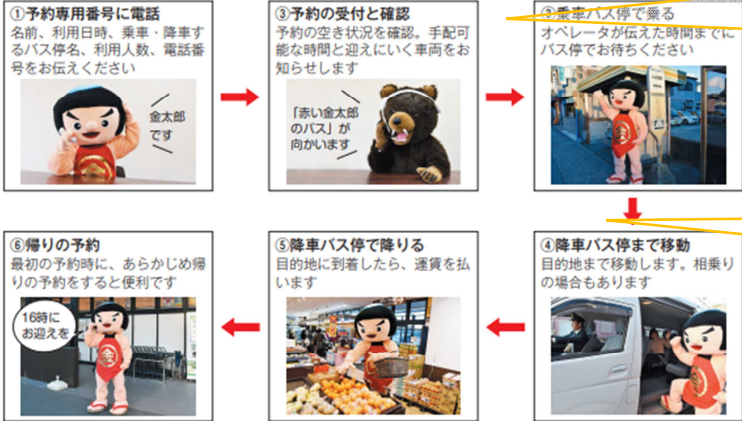 ①予約専用番号に電話
名前、利用日時、乗車・降車す
るバス停名、利用人数、電話番
号をお伝えください
金太郎
です
③予約の受付と確認
予約の空き状況を確認。手配可
能な時間と迎えにいく車両をお
知らせします
「赤い金太郎
のバス」が
向かいます
②乗車バス停で乗る
オペレータが伝えた時間までに
バス停でお待ちください
④降車バス停まで移動
目的地まで移動します。相乗り
の場合もあります
⑤降車バス停で降りる
目的地に到着したら、運賃を払
います
⑥帰りの予約
最初の予約時に、あらかじめ帰
りの予約をすると便利です
16時に
お迎えを